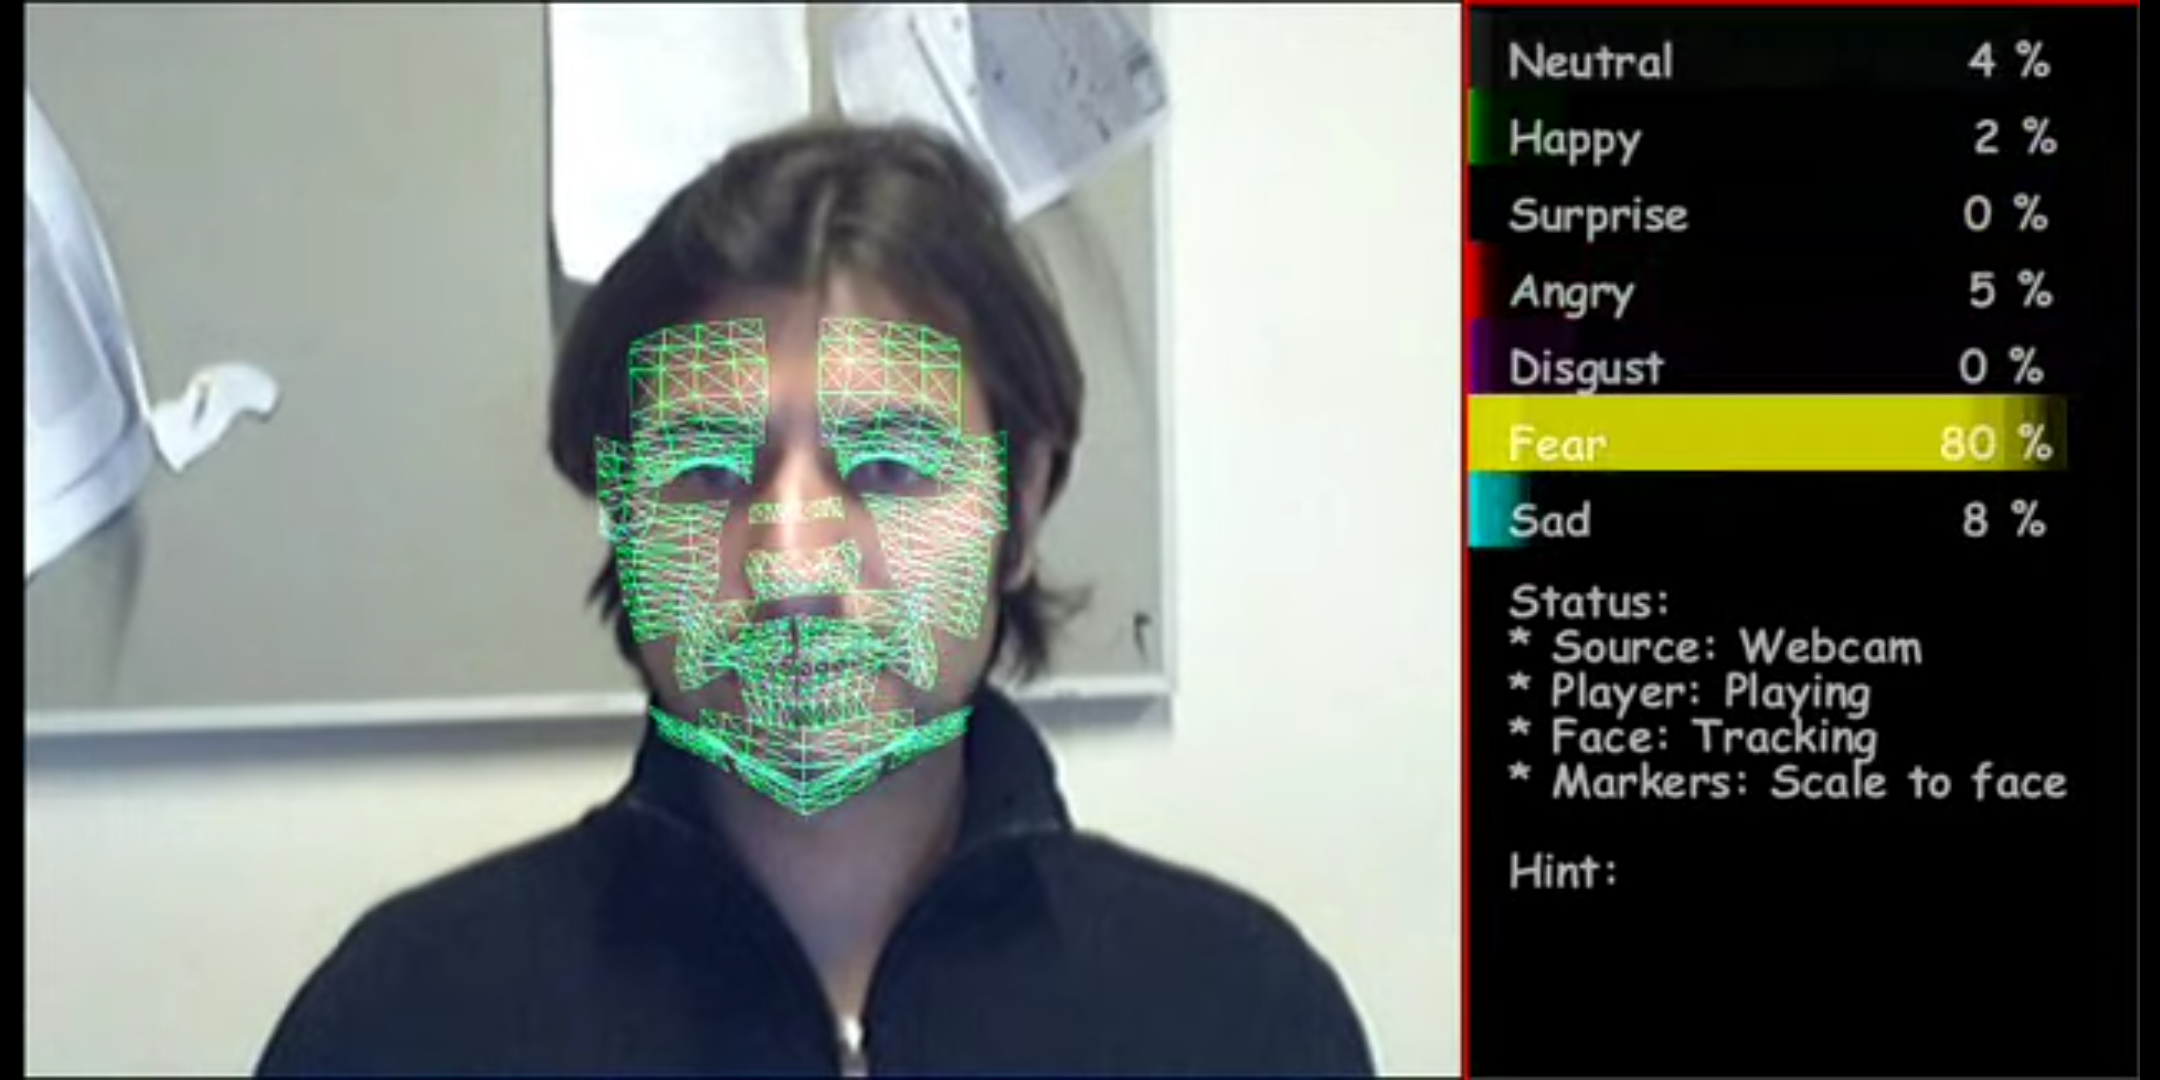 Neutral 4 %
Happy 2 %
Surprise 0 %
Angry 5 %
Disgust 0 %
Fear 80 %
Sad 8 %
Status:
* Source: Webcam
* Player: Playing
* Face: Tracking
* Markers: Scale to face
Hint: